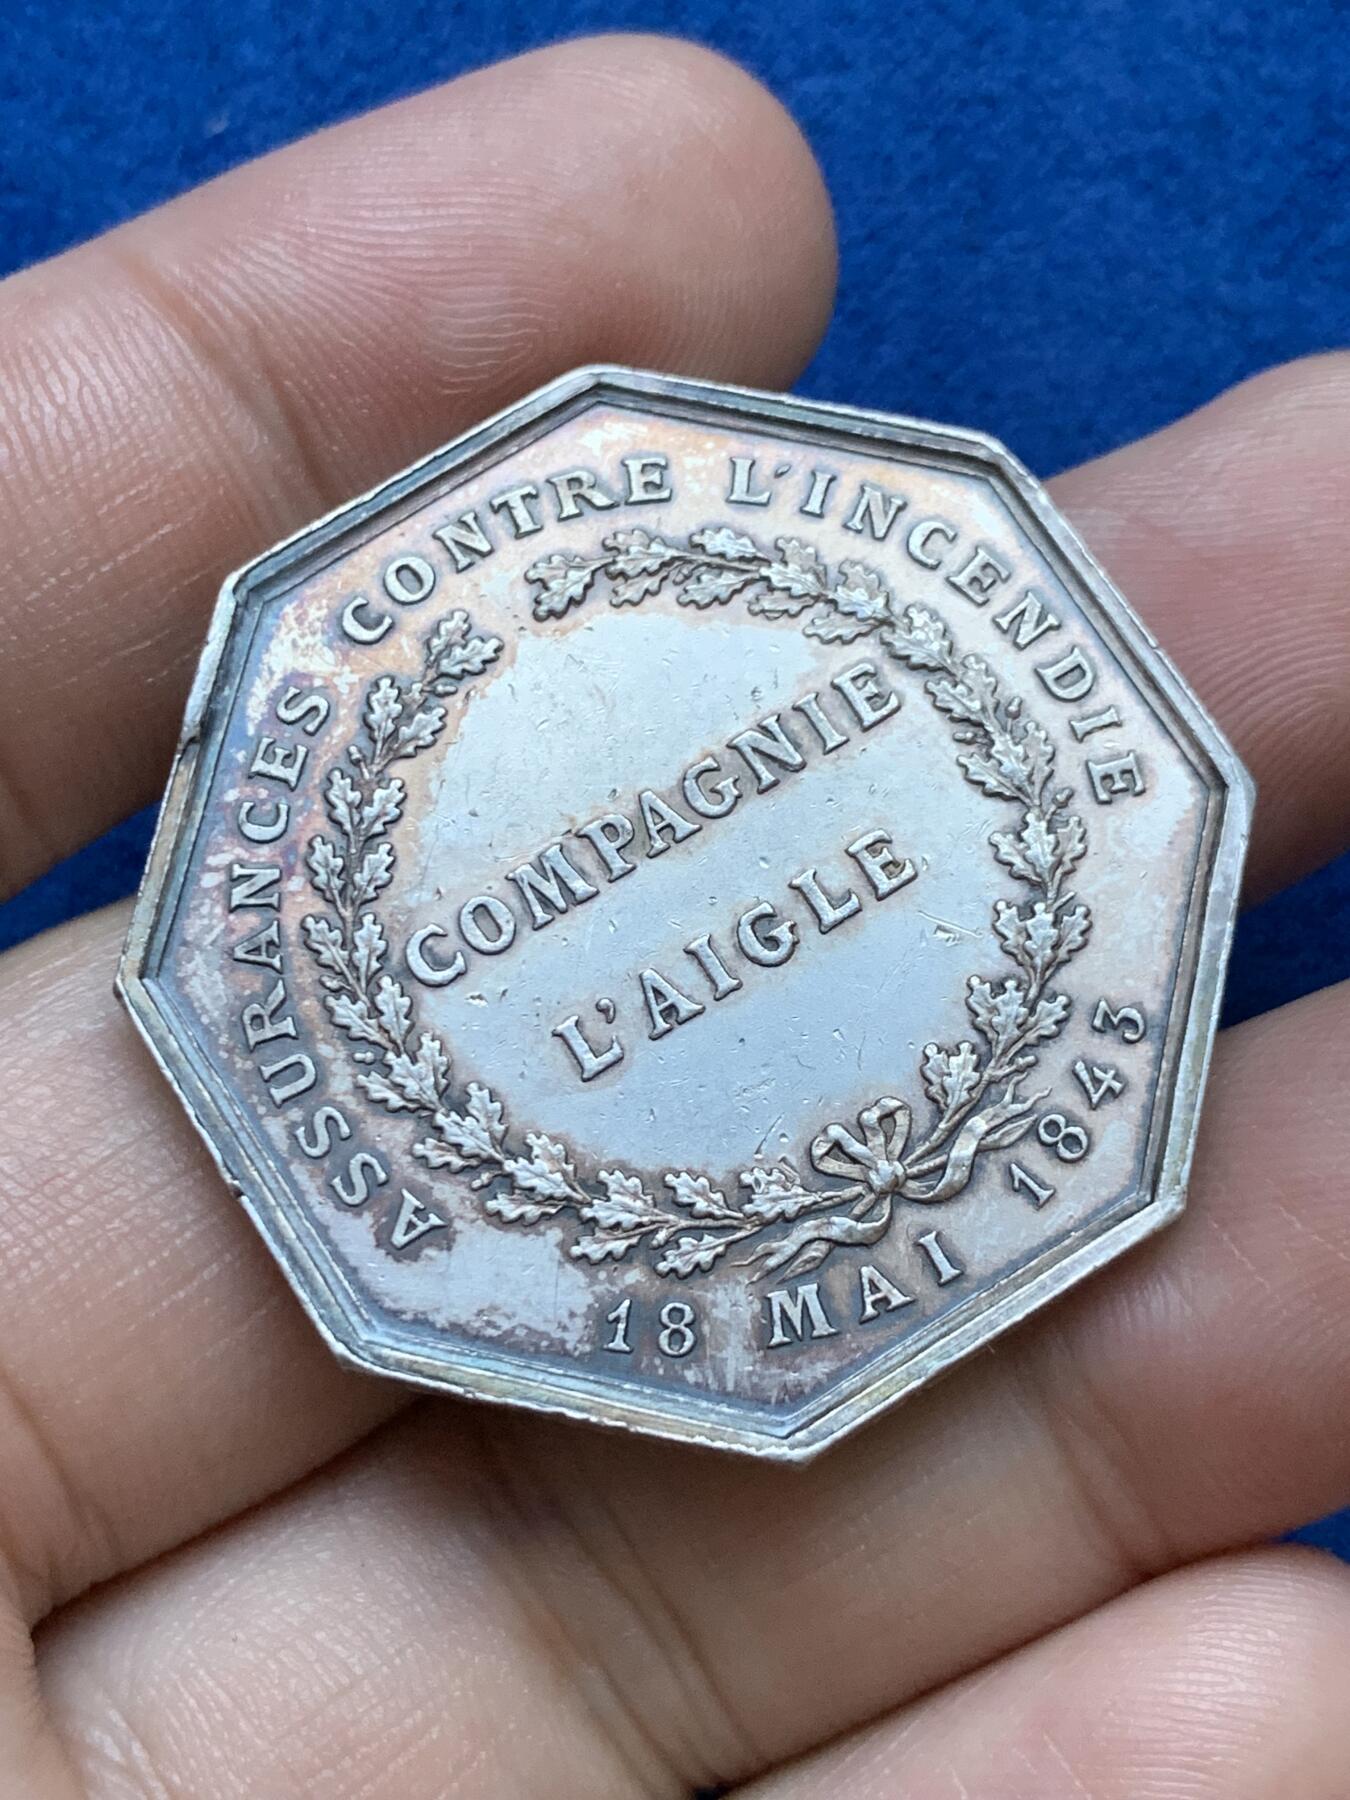 ASSURANCES CONTRE L'INCENDIE
COMPAGNIE
L'AIGLE
18 MAI 1843